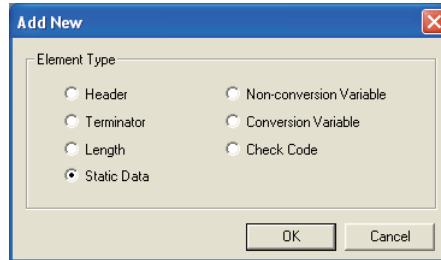 Add New
Element Type
Header
Non-conversion Variable
Terminator
Conversion Variable
Length
Check Code
Static Data
OK
Cancel